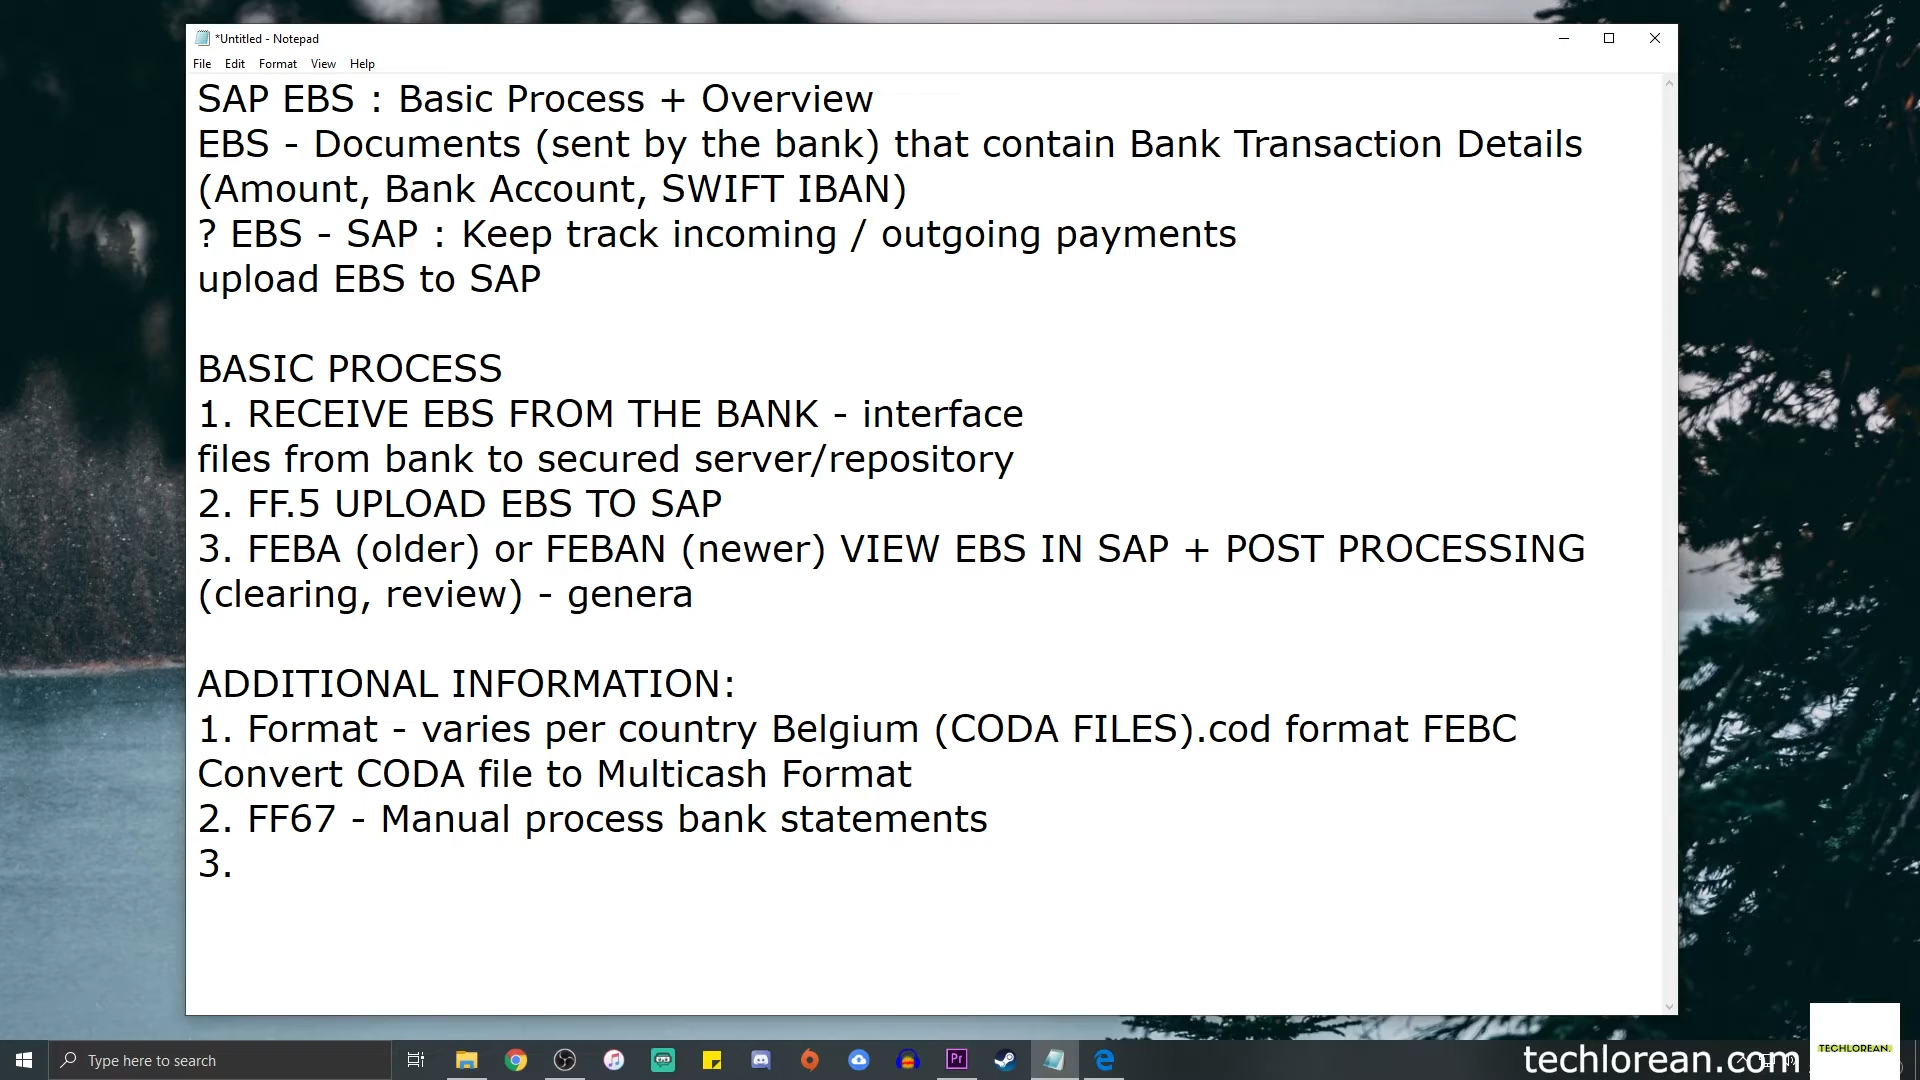 *Untitled - Notepad
File Edit Format View Help
SAP EBS : Basic Process + Overview
EBS - Documents (sent by the bank) that contain Bank Transaction Details
(Amount, Bank Account, SWIFT IBAN)
? EBS - SAP : Keep track incoming / outgoing payments
upload EBS to SAP
BASIC PROCESS
1. RECEIVE EBS FROM THE BANK - interface
files from bank to secured server/repository
2. FF.5 UPLOAD EBS TO SAP
3. FEBA (older) or FEBAN (newer) VIEW EBS IN SAP + POST PROCESSING
(clearing, review) - genera
ADDITIONAL INFORMATION:
1. Format - varies per country Belgium (CODA FILES).cod format FEBC
Convert CODA file to Multicash Format
2. FF67 - Manual process bank statements
3.
Type here to search
Pr
techlorean.com
TECHLOREAN.